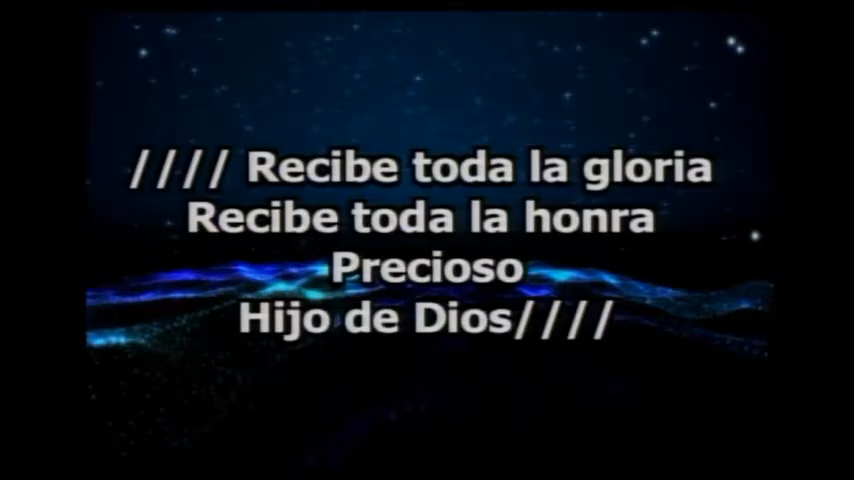 //// Recibe toda la gloria
Recibe toda la honra
Precioso
Hijo de Dios////